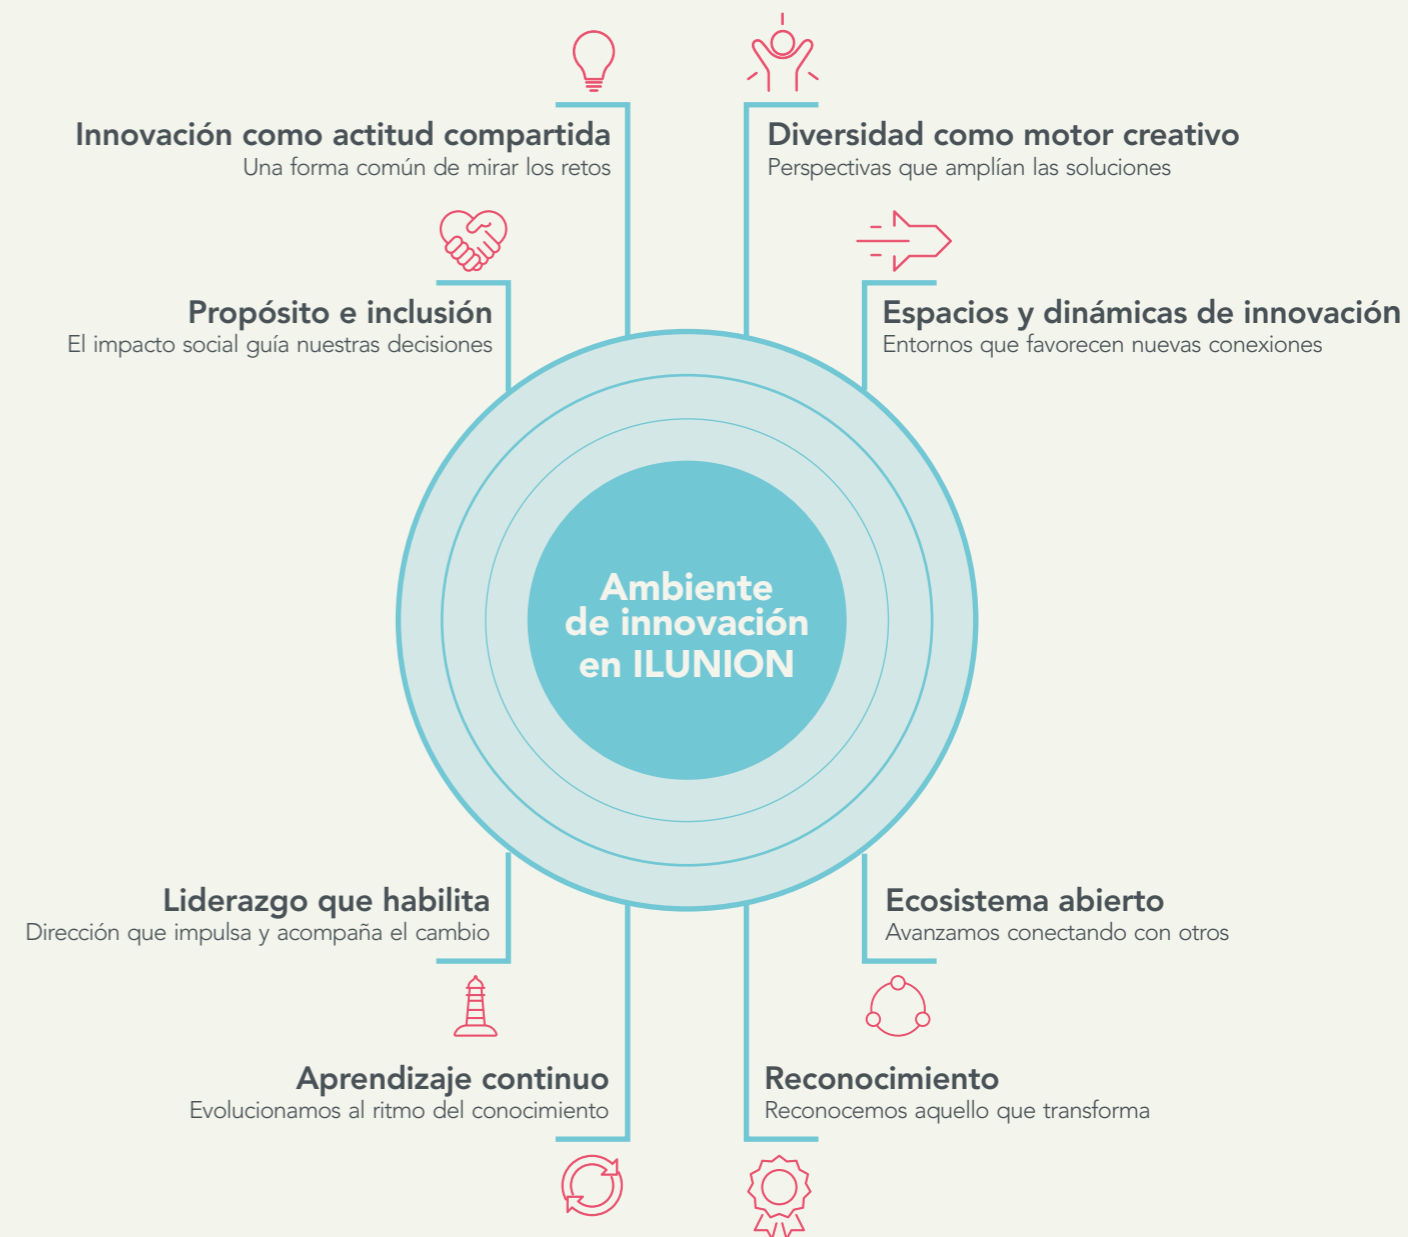 Innovación como actitud compartida
Una forma común de mirar los retos
Diversidad como motor creativo
Perspectivas que amplían las soluciones
Propósito e inclusión
El impacto social guía nuestras decisiones
Espacios y dinámicas de innovación
Entornos que favorecen nuevas conexiones
Ambiente
de innovación
en ILUNION
Liderazgo que habilita
Dirección que impulsa y acompaña el cambio
Ecosistema abierto
Avanzamos conectando con otros
Aprendizaje continuo
Evolucionamos al ritmo del conocimiento
Reconocimiento
Reconocemos aquello que transforma